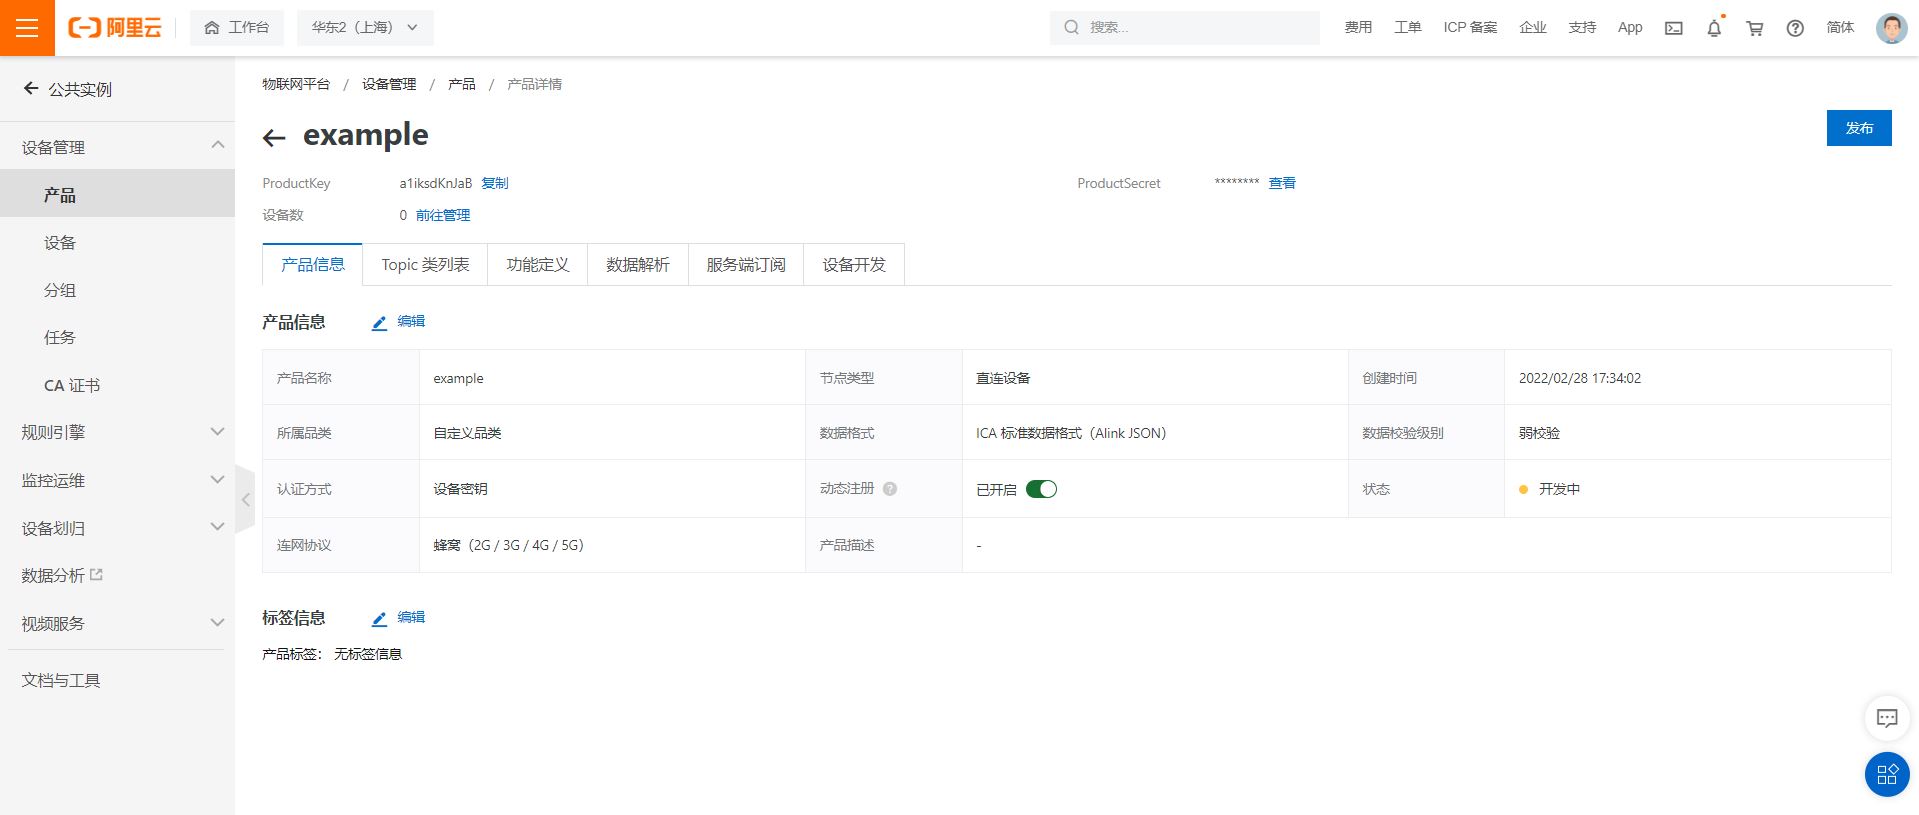 阿里云 工作台 华东2（上海） 搜索... 费用 工单 ICP 备案 企业 支持 App 简体
公共实例
设备管理
产品
设备
分组
任务
CA 证书
规则引擎
监控运维
设备划归
数据分析
视频服务
文档与工具
物联网平台 / 设备管理 / 产品 / 产品详情
example
发布
ProductKey a1iksdKnJaB 复制 ProductSecret ******** 查看
设备数 0 前往管理
产品信息 Topic 类列表 功能定义 数据解析 服务端订阅 设备开发
产品信息 编辑
产品名称 example 节点类型 直连设备 创建时间 2022/02/28 17:34:02
所属品类 自定义品类 数据格式 ICA 标准数据格式（Alink JSON） 数据校验级别 弱校验
认证方式 设备密钥 动态注册 已开启 状态 开发中
连网协议 蜂窝（2G / 3G / 4G / 5G） 产品描述 -
标签信息 编辑
产品标签： 无标签信息